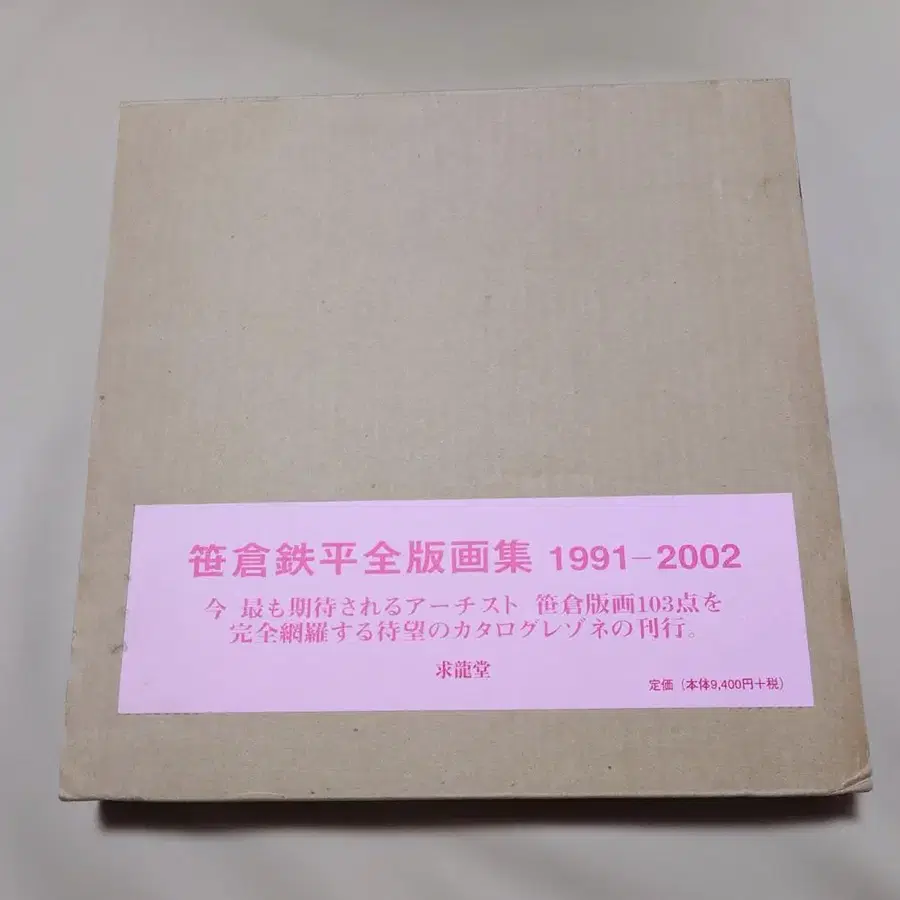 笹倉鉄平全版画集 1991-2002
今 最も期待されるアーチスト 笹倉版画103点を
完全網羅する待望のカタログレゾネの刊行。
求龍堂
定価(本体9,400円+税)